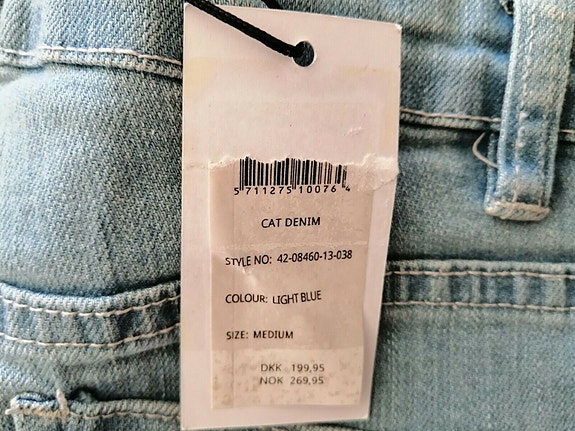 5 711275 10076 4
CAT DENIM
STYLE NO: 42-08460-13-038
COLOUR: LIGHT BLUE
SIZE: MEDIUM
DKK 199,95
NOK 269,95